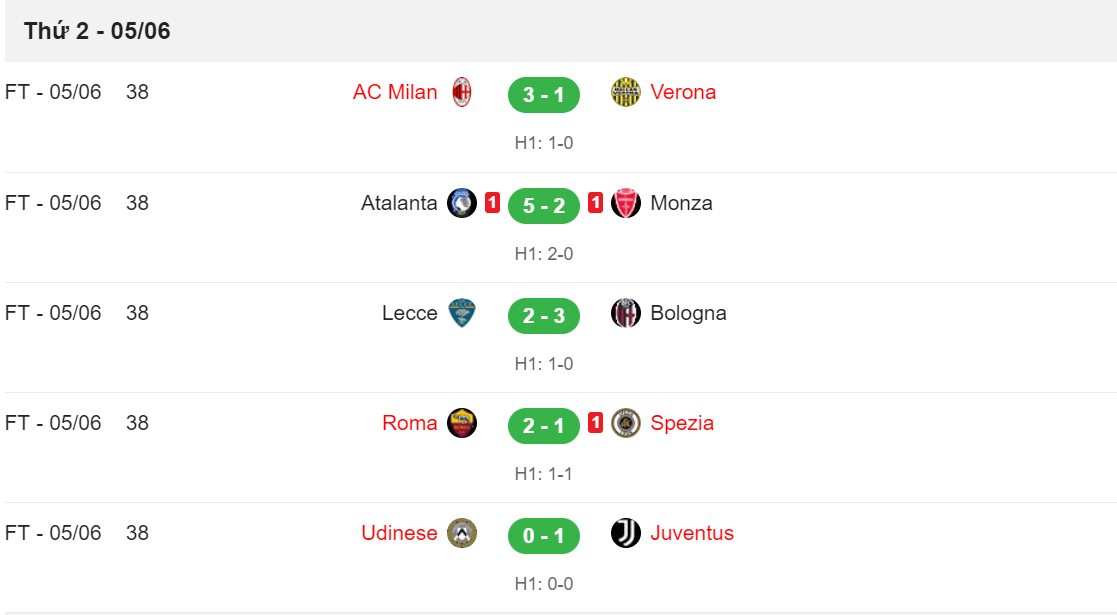 Thứ 2 - 05/06
FT - 05/06 38 AC Milan 3 - 1 Verona
H1: 1-0
FT - 05/06 38 Atalanta 1 5 - 2 1 Monza
H1: 2-0
FT - 05/06 38 Lecce 2 - 3 Bologna
H1: 1-0
FT - 05/06 38 Roma 2 - 1 1 Spezia
H1: 1-1
FT - 05/06 38 Udinese 0 - 1 Juventus
H1: 0-0